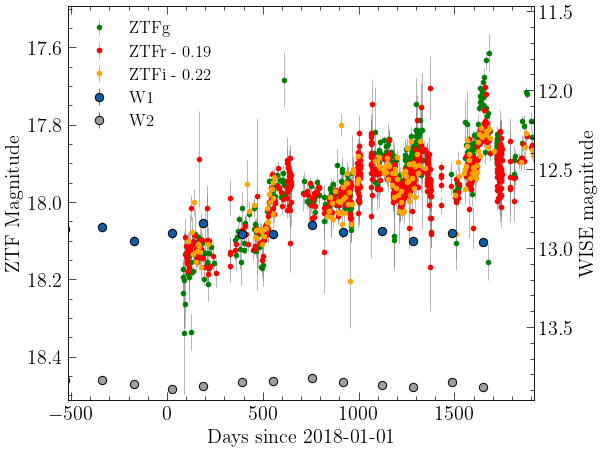 ZTFg
ZTFr - 0.19
ZTFi - 0.22
W1
W2
17.6
17.8
18.0
18.2
18.4
ZTF Magnitude
11.5
12.0
12.5
13.0
13.5
WISE magnitude
−500
0
500
1000
1500
Days since 2018-01-01